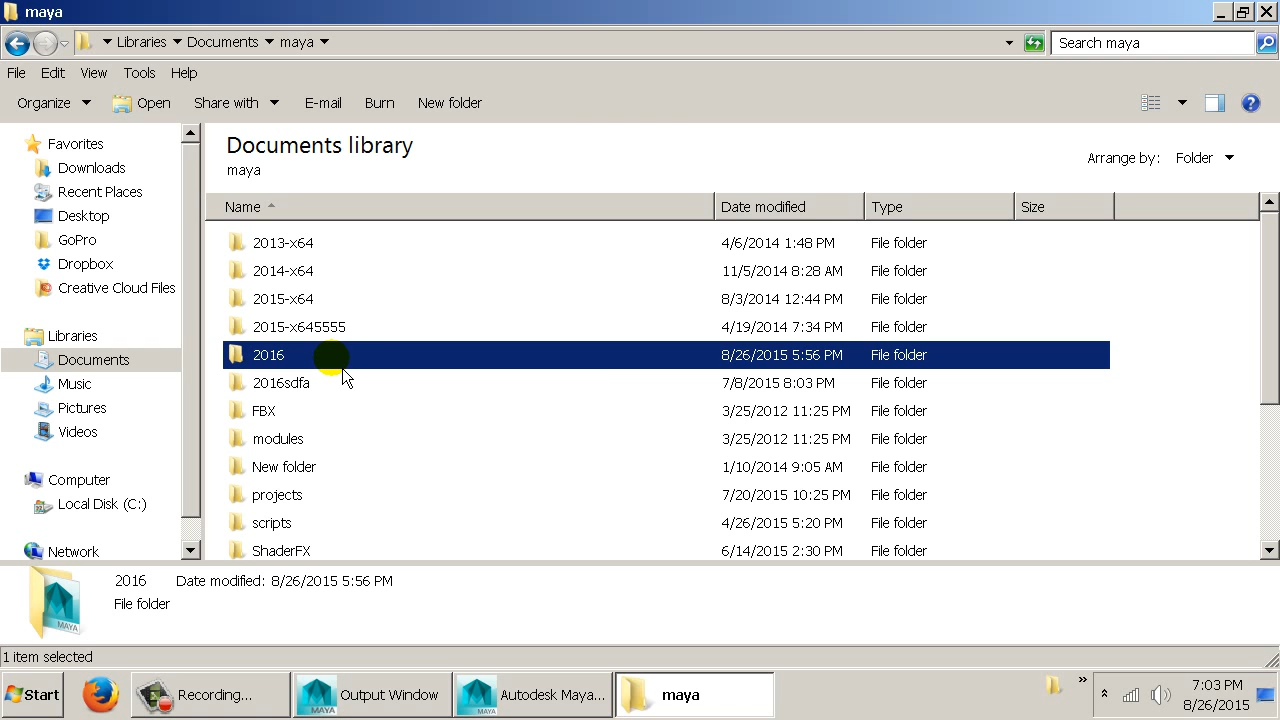 maya
Libraries Documents maya
Search maya
File Edit View Tools Help
Organize Open Share with E-mail Burn New folder
Favorites
Downloads
Recent Places
Desktop
GoPro
Dropbox
Creative Cloud Files
Libraries
Documents
Music
Pictures
Videos
Computer
Local Disk (C:)
Network
Documents library
maya
Arrange by: Folder
Name Date modified Type Size
2013-x64 4/6/2014 1:48 PM File folder
2014-x64 11/5/2014 8:28 AM File folder
2015-x64 8/3/2014 12:44 PM File folder
2015-x645555 4/19/2014 7:34 PM File folder
2016 8/26/2015 5:56 PM File folder
2016sdfa 7/8/2015 8:03 PM File folder
FBX 3/25/2012 11:25 PM File folder
modules 3/25/2012 11:25 PM File folder
New folder 1/10/2014 9:05 AM File folder
projects 7/20/2015 10:25 PM File folder
scripts 4/26/2015 5:20 PM File folder
ShaderFX 6/14/2015 2:30 PM File folder
2016 Date modified: 8/26/2015 5:56 PM
File folder
MAYA
1 item selected
Start Recording... MAYA Output Window MAYA Autodesk Maya... maya 7:03 PM
8/26/2015